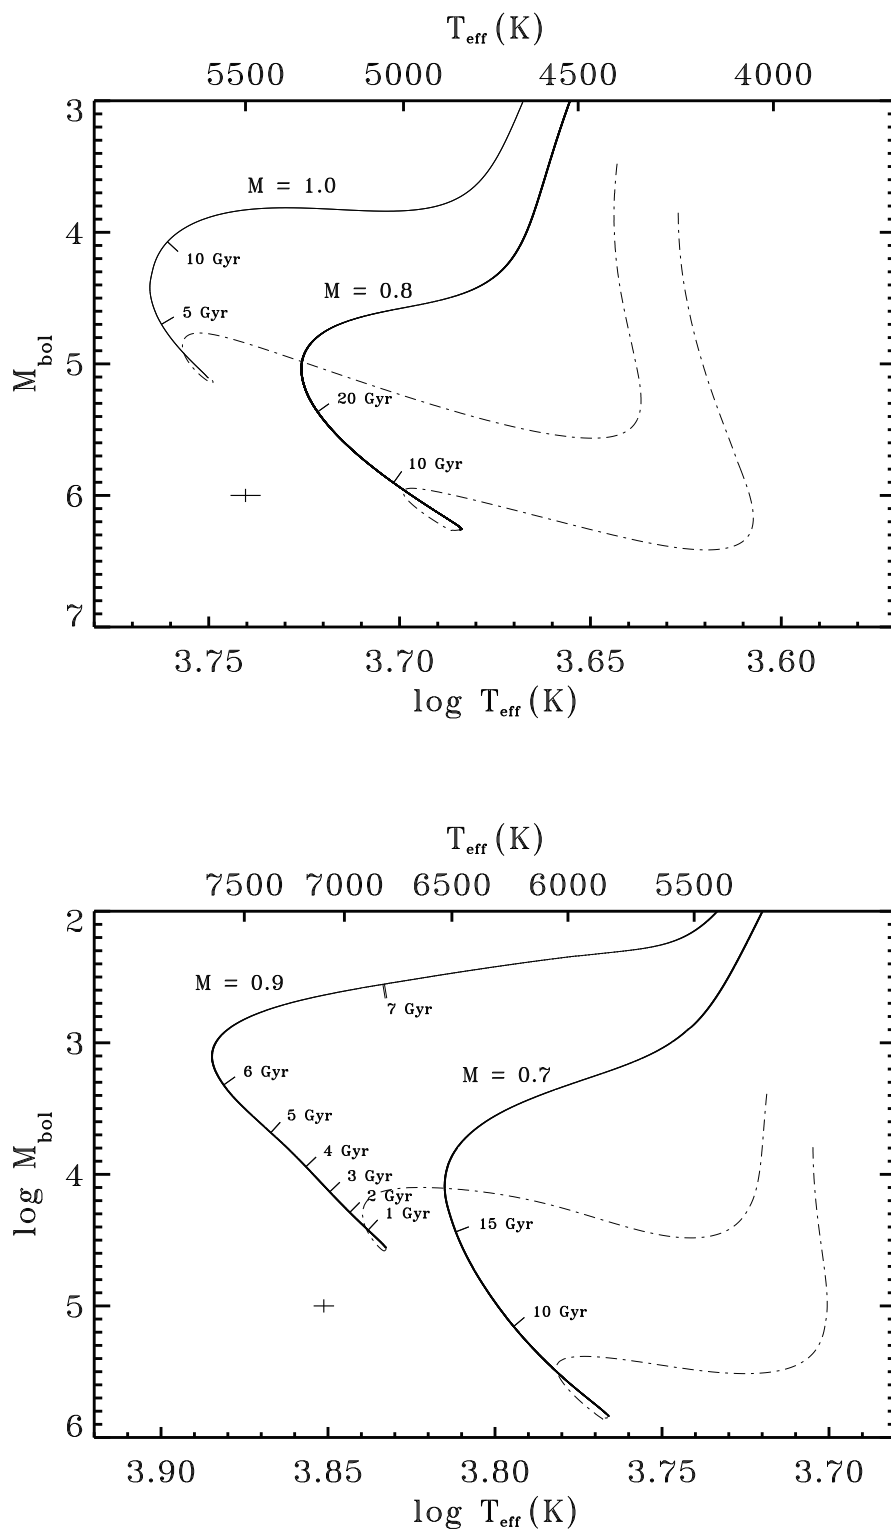 T_eff (K)
5500 5000 4500 4000
3
M = 1.0
4
10 Gyr
M = 0.8
5 Gyr
M_bol
5
20 Gyr
10 Gyr
6
7
3.75 3.70 3.65 3.60
log T_eff (K)
T_eff (K)
7500 7000 6500 6000 5500
2
M = 0.9
7 Gyr
3
6 Gyr
M = 0.7
5 Gyr
4 Gyr
4
3 Gyr
2 Gyr
1 Gyr
15 Gyr
log M_bol
5
10 Gyr
6
3.90 3.85 3.80 3.75 3.70
log T_eff (K)